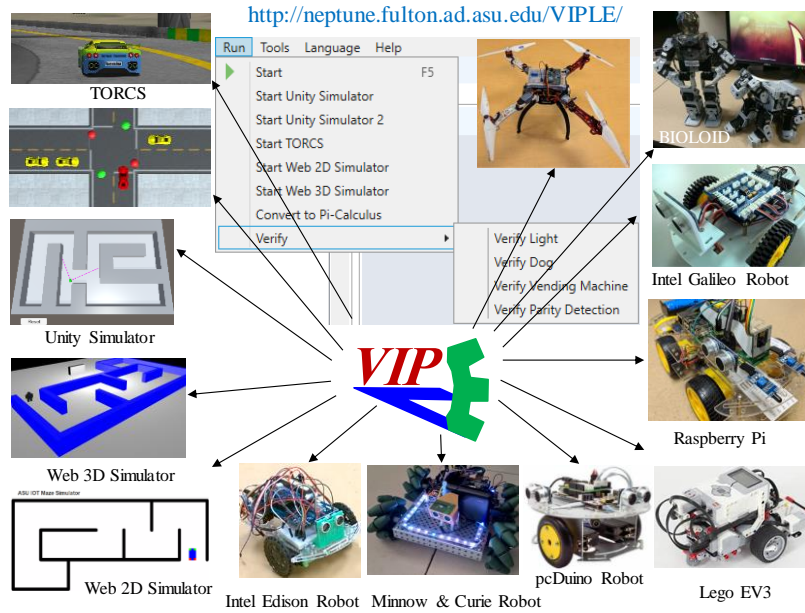 http://neptune.fulton.ad.asu.edu/VIPLE/
Run Tools Language Help
Start F5
Start Unity Simulator
Start Unity Simulator 2
Start TORCS
Start Web 2D Simulator
Start Web 3D Simulator
Convert to Pi-Calculus
Verify
Verify Light
Verify Dog
Verify Vending Machine
Verify Parity Detection
TORCS
BIOLOID
Intel Galileo Robot
Unity Simulator
VIP
Raspberry Pi
Web 3D Simulator
ASU IOT Maze Simulator
Web 2D Simulator
Intel Edison Robot
Minnow & Curie Robot
pcDuino Robot
Lego EV3